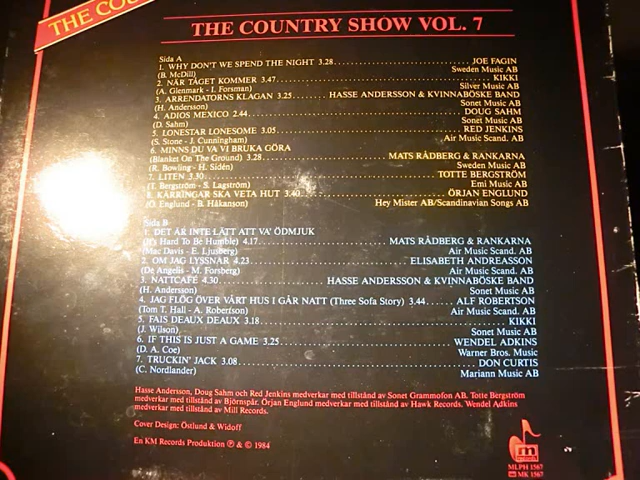 THE COU
THE COUNTRY SHOW VOL. 7
Sida A
1. WHY DON'T WE SPEND THE NIGHT 3.28 JOE FAGIN
(B. McDill) Sweden Music AB
2. NÄR TÅGET KOMMER 3.47 KIKKI
(A. Glenmark - I. Forsman) Silver Music AB
3. ARRENDATORNS KLAGAN 3.25 HASSE ANDERSSON & KVINNABÖSKE BAND
(H. Andersson) Sonet Music AB
4. ADIOS MEXICO 2.44 DOUG SAHM
(D. Sahm) Sonet Music AB
5. LONESTAR LONESOME 3.05 RED JENKINS
(S. Stone - J. Cunningham) Air Music Scand. AB
6. MINNS DU VA VI BRUKA GÖRA
(Blanket On The Ground) 3.28 MATS RÅDBERG & RANKARNA
(R. Bowling - H. Sidén) Sweden Music AB
7. LITEN 3.30 TOTTE BERGSTRÖM
(T. Bergström - S. Lagström) Emi Music AB
8. KÄRRINGAR SKA VETA HUT 3.40 ÖRJAN ENGLUND
(Ö. Englund - B. Håkanson) Hey Mister AB/Scandinavian Songs AB
Sida B
1. DET ÄR INTE LÄTT ATT VA' ÖDMJUK
(It's Hard To Be Humble) 4.17 MATS RÅDBERG & RANKARNA
(Mac Davis - E. Ljusberg) Air Music Scand. AB
2. OM JAG LYSSNAR 4.23 ELISABETH ANDREASSON
(De Angelis - M. Forsberg) Air Music Scand. AB
3. NATTCAFÉ 4.30 HASSE ANDERSSON & KVINNABÖSKE BAND
(H. Andersson) Sonet Music AB
4. JAG FLÖG ÖVER VÅRT HUS I GÅR NATT (Three Sofa Story) 3.44 ALF ROBERTSON
(Tom T. Hall - A. Robertson) Air Music Scand. AB
5. FAIS DEAUX DEAUX 3.18 KIKKI
(J. Wilson) Sonet Music AB
6. IF THIS IS JUST A GAME 3.25 WENDEL ADKINS
(D. A. Coe) Warner Bros. Music
7. TRUCKIN' JACK 3.08 DON CURTIS
(C. Nordlander) Mariann Music AB
Hasse Andersson, Doug Sahm och Red Jenkins medverkar med tillstånd av Sonet Grammofon AB. Totte Bergström
medverkar med tillstånd av Björnspår. Örjan Englund medverkar med tillstånd av Hawk Records. Wendel Adkins
medverkar med tillstånd av Mill Records.
Cover Design: Östlund & Widoff
En KM Records Produktion ℗ & © 1984
MLPH 1567
MK 1567